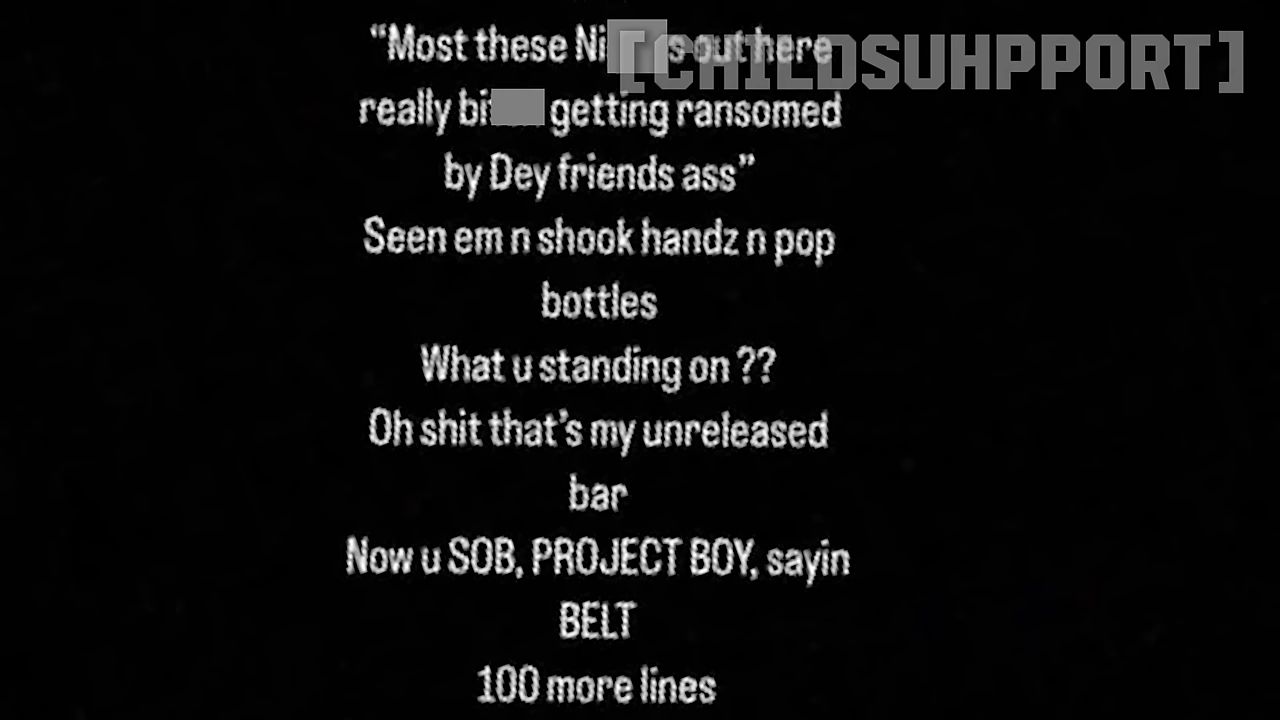 “Most these Ni s out here
[CHILDSUHPPORT]
really bi getting ransomed
by Dey friends ass”
Seen em n shook handz n pop
bottles
What u standing on ??
Oh shit that’s my unreleased
bar
Now u SOB, PROJECT BOY, sayin
BELT
100 more lines